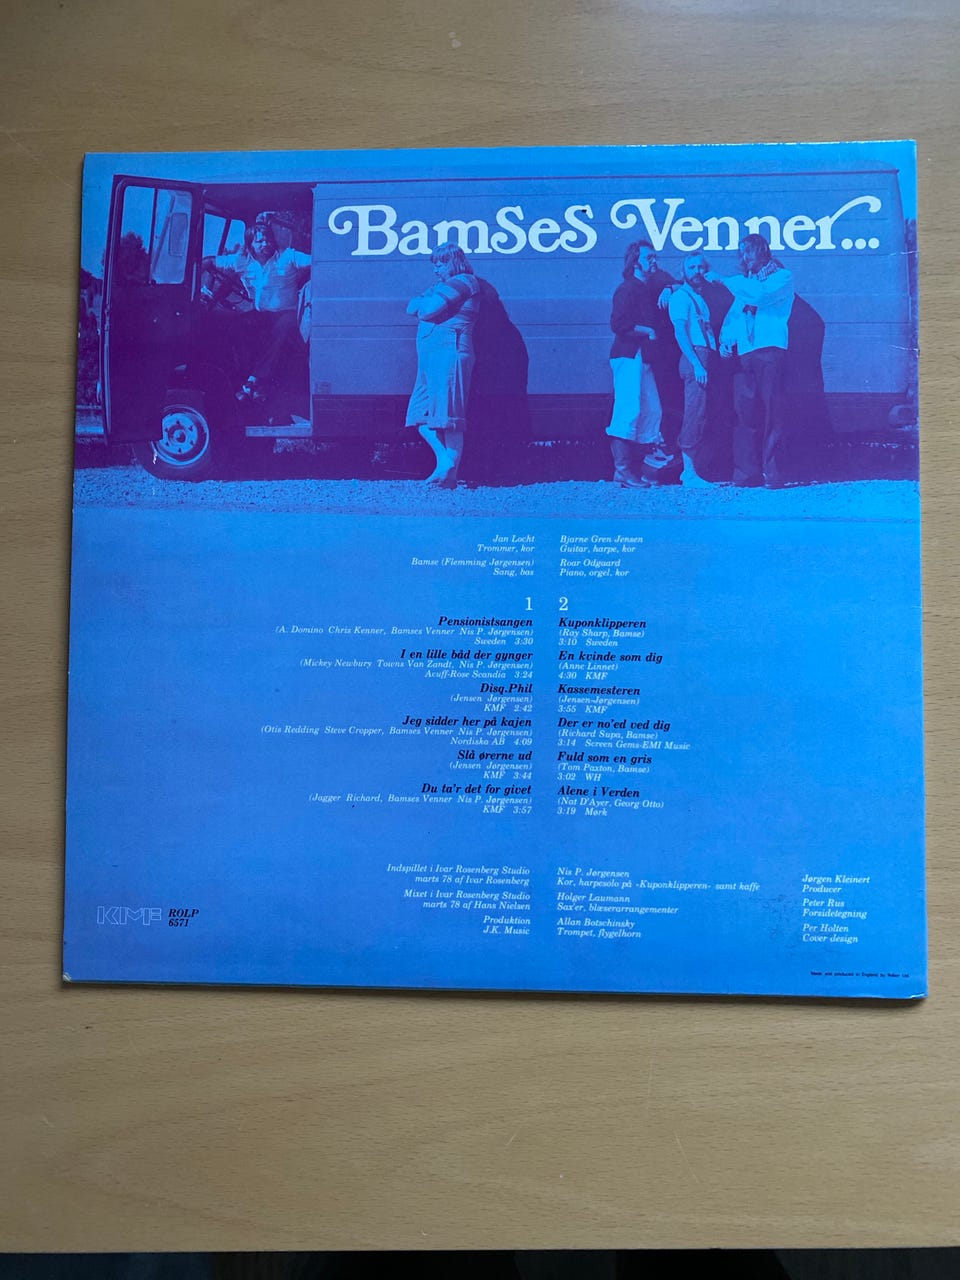 Bamses Venner...
Jan Locht
Trommer, kor
Bamse (Flemming Jørgensen)
Sang, bas
Bjarne Gren Jensen
Guitar, harpe, kor
Roar Odgaard
Piano, orgel, kor
1
Pensionistsangen
(A. Domino Chris Kenner, Bamses Venner Nis P. Jørgensen)
Sweden 3:30
I en lille båd der gynger
(Mickey Newbury Towns Van Zandt, Nis P. Jørgensen)
Acuff-Rose Scandia 3:24
Disq.Phil
(Jensen Jørgensen)
KMF 2:42
Jeg sidder her på kajen
(Otis Redding Steve Cropper, Bamses Venner Nis P. Jørgensen)
Nordiska AB 4:09
Slå ørerne ud
(Jensen Jørgensen)
KMF 3:44
Du ta'r det for givet
(Jagger Richard, Bamses Venner Nis P. Jørgensen)
KMF 3:57
2
Kuponklipperen
(Ray Sharp, Bamse)
3:10 Sweden
En kvinde som dig
(Anne Linnet)
4:30 KMF
Kassemesteren
(Jensen-Jørgensen)
3:55 KMF
Der er no'ed ved dig
(Richard Supa, Bamse)
3:14 Screen Gems-EMI Music
Fuld som en gris
(Tom Paxton, Bamse)
3:02 WH
Alene i Verden
(Nat D'Ayer, Georg Otto)
3:19 Mørk
Indspillet i Ivar Rosenberg Studio
marts 78 af Ivar Rosenberg
Mixet i Ivar Rosenberg Studio
marts 78 af Hans Nielsen
Produktion
J.K. Music
Nis P. Jørgensen
Kor, harpesolo på »Kuponklipperen« samt kaffe
Holger Laumann
Sax'er, blæserarrangementer
Allan Botschinsky
Trompet, flygelhorn
Jørgen Kleinert
Producer
Peter Rus
Forsidetegning
Per Holten
Cover design
KMF
ROLP
6571
Made and produced in England by Robor Ltd.